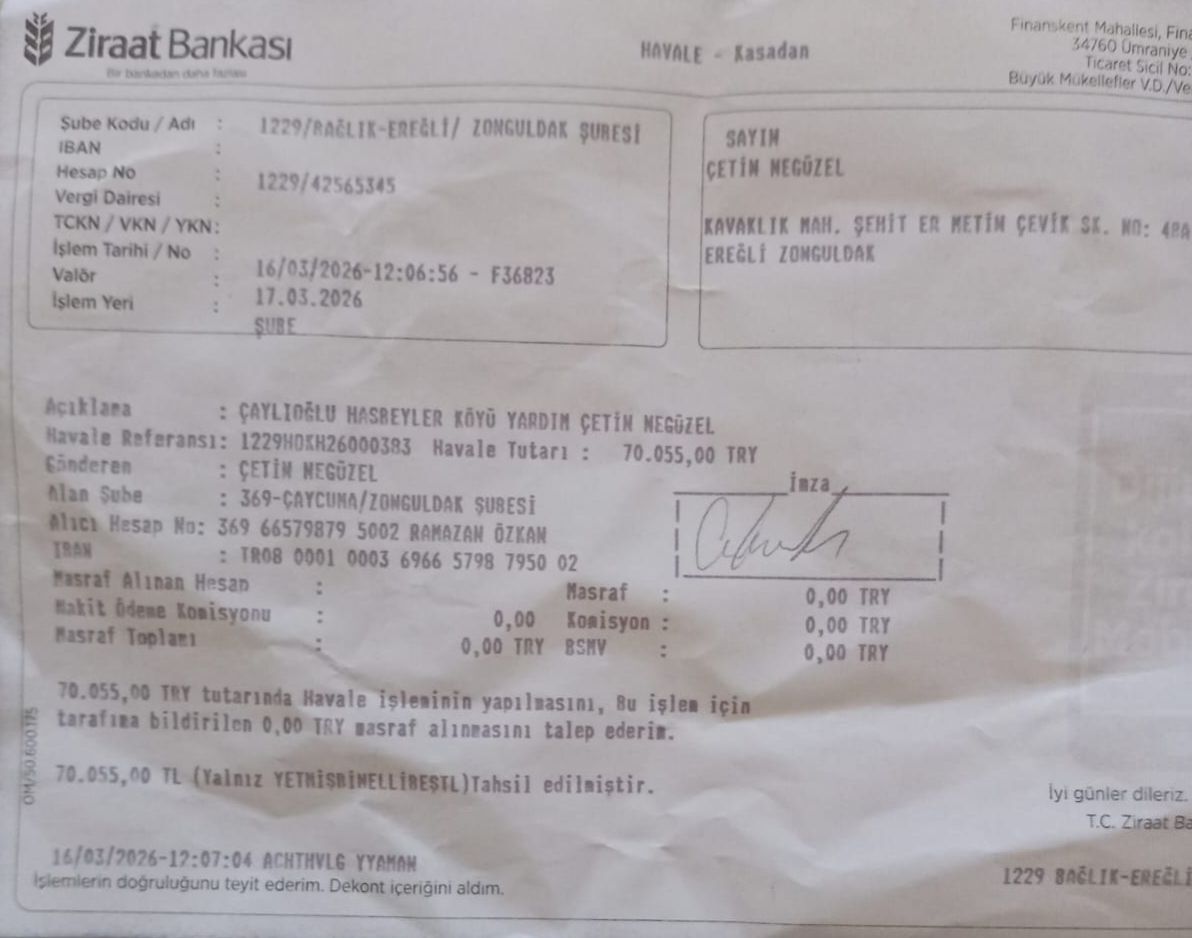 Ziraat Bankası
Bir bankadan daha fazlası
HAVALE - Kasadan
Finanskent Mahallesi, Fina
34760 Ümraniye
Ticaret Sicil No:
Büyük Mükellefler V.D./Ve
Şube Kodu / Adı : 1229/BAĞLIK-EREĞLİ/ ZONGULDAK ŞUBESİ
IBAN :
Hesap No : 1229/42565345
Vergi Dairesi :
TCKN / VKN / YKN:
İşlem Tarihi / No : 16/03/2026-12:06:56 - F36823
Valör : 17.03.2026
İşlem Yeri : ŞUBE
SAYIN
ÇETİN NEGÜZEL
KAVAKLIK MAH. ŞEHİT ER METİN ÇEVİK SK. NO: 48A
EREĞLİ ZONGULDAK
Açıklama : ÇAYLIOĞLU HASBEYLER KÖYÜ YARDIM ÇETİN NEGÜZEL
Havale Referansı: 1229HOKH26000383 Havale Tutarı : 70.055,00 TRY
Gönderen : ÇETİN NEGÜZEL
Alan Şube : 369-ÇAYCUMA/ZONGULDAK ŞUBESİ
Alıcı Hesap No: 369 66579879 5002 RAMAZAN ÖZKAN
IBAN : TR08 0001 0003 6966 5798 7950 02
İmza
Masraf Alınan Hesap : Masraf : 0,00 TRY
Nakit Ödeme Komisyonu : 0,00 Komisyon : 0,00 TRY
Masraf Toplamı : 0,00 TRY BSMV : 0,00 TRY
70.055,00 TRY tutarında Havale işleminin yapılmasını, Bu işlem için
tarafıma bildirilen 0,00 TRY masraf alınmasını talep ederim.
70.055,00 TL (Yalnız YETMİŞBİNELLİBEŞTL)Tahsil edilmiştir.
İyi günler dileriz.
T.C. Ziraat Ba
16/03/2026-12:07:04 ACHTHVLG YYAMAN
İşlemlerin doğruluğunu teyit ederim. Dekont içeriğini aldım.
1229 BAĞLIK-EREĞLİ
OM/50.600175